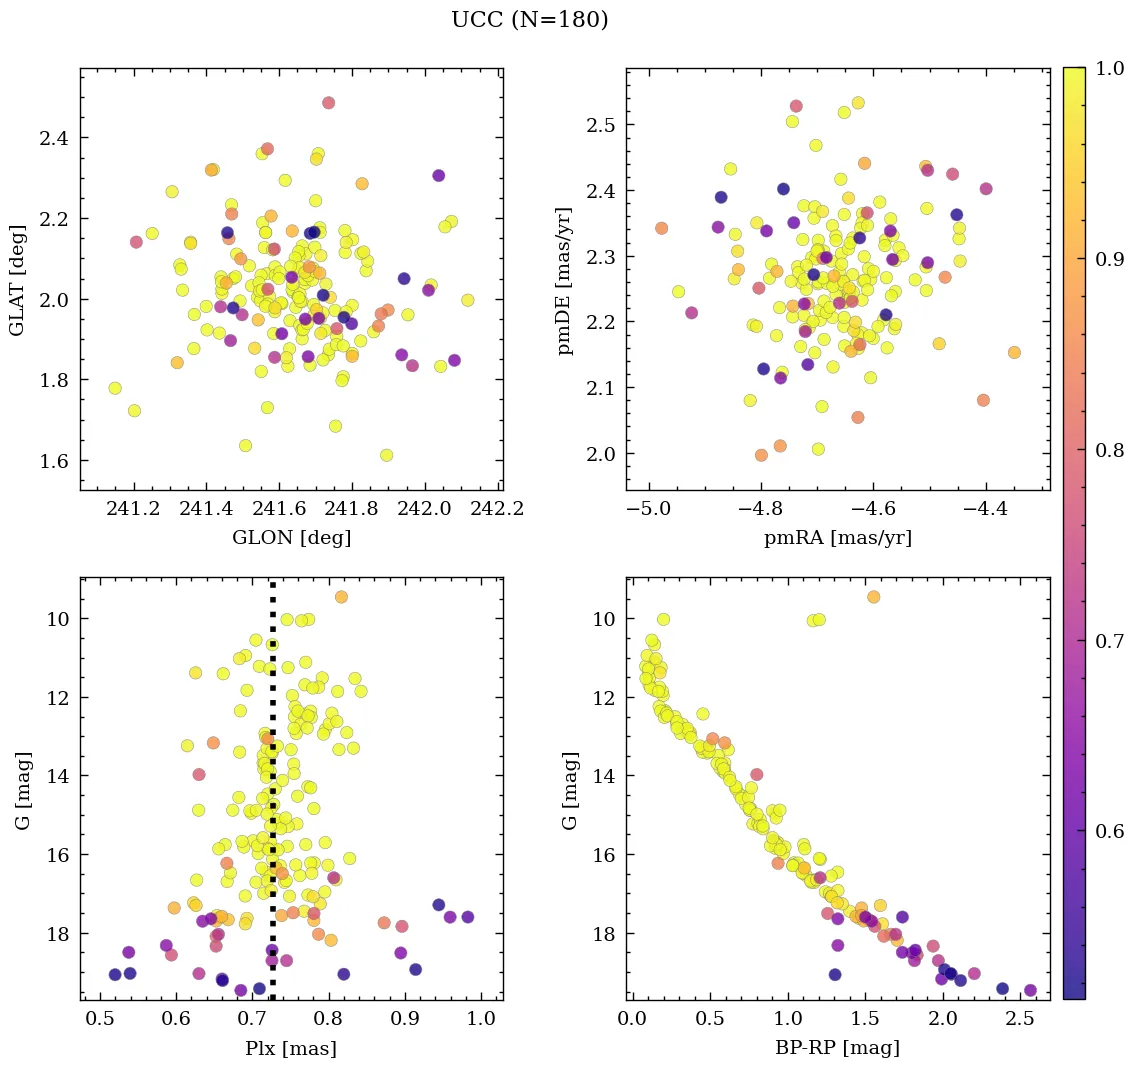 UCC (N=180)
2.4
2.2
2.0
1.8
1.6
GLAT [deg]
241.2 241.4 241.6 241.8 242.0 242.2
GLON [deg]
2.5
2.4
2.3
2.2
2.1
2.0
pmDE [mas/yr]
−5.0 −4.8 −4.6 −4.4
pmRA [mas/yr]
1.0
0.9
0.8
0.7
0.6
10
12
14
16
18
G [mag]
0.5 0.6 0.7 0.8 0.9 1.0
Plx [mas]
10
12
14
16
18
G [mag]
0.0 0.5 1.0 1.5 2.0 2.5
BP-RP [mag]